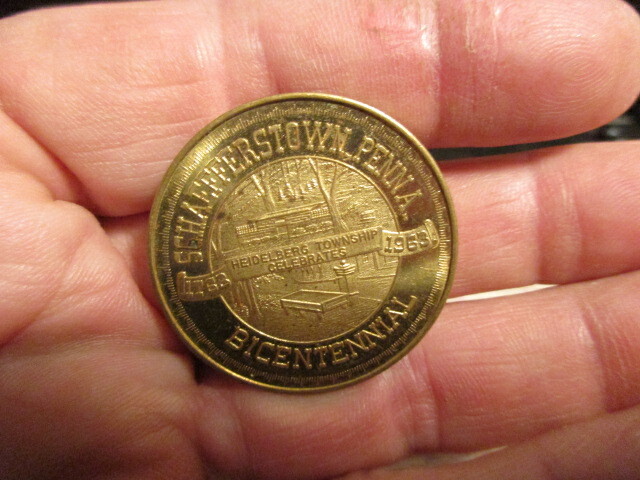 SCHAEFFERSTOWN, PENNA.
1763
HEIDELBERG TOWNSHIP
CELEBRATES
1963
BICENTENNIAL